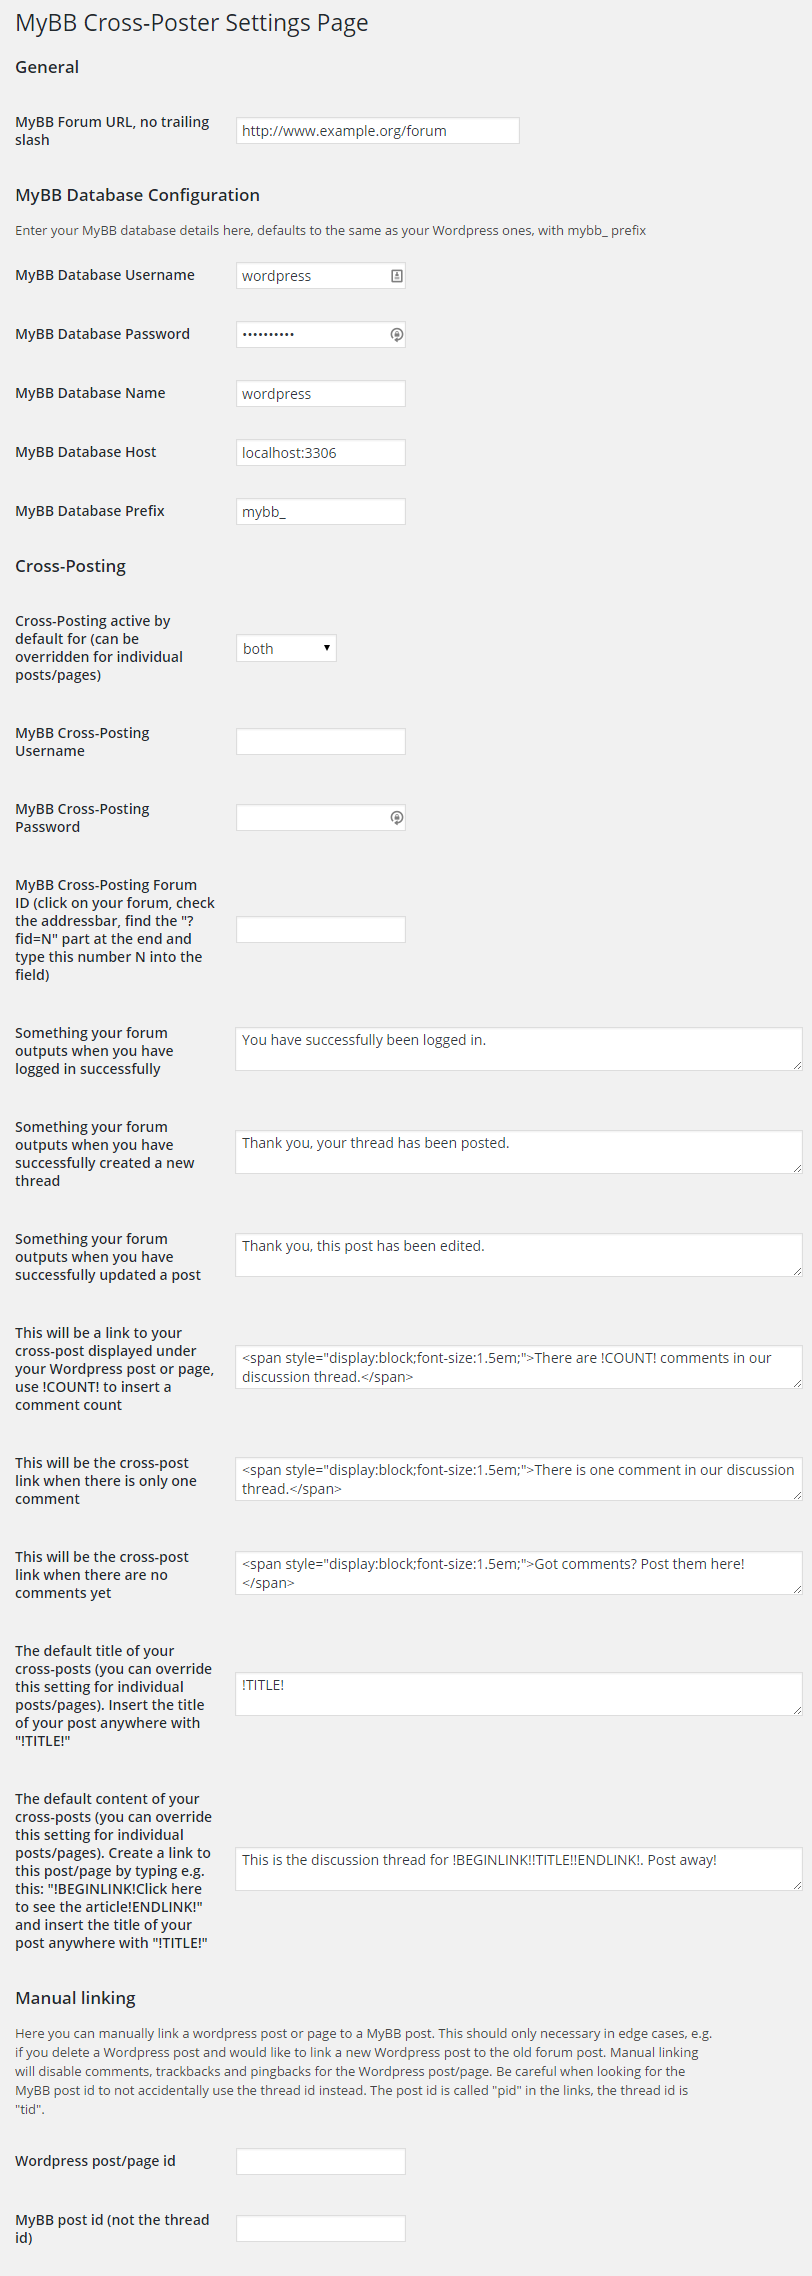 MyBB Cross-Poster Settings Page
General
MyBB Forum URL, no trailing
slash
http://www.example.org/forum
MyBB Database Configuration
Enter your MyBB database details here, defaults to the same as your Wordpress ones, with mybb_ prefix
MyBB Database Username
wordpress
MyBB Database Password
••••••••••
MyBB Database Name
wordpress
MyBB Database Host
localhost:3306
MyBB Database Prefix
mybb_
Cross-Posting
Cross-Posting active by
default for (can be
overridden for individual
posts/pages)
both
MyBB Cross-Posting
Username
MyBB Cross-Posting
Password
MyBB Cross-Posting Forum
ID (click on your forum, check
the addressbar, find the "?
fid=N" part at the end and
type this number N into the
field)
Something your forum
outputs when you have
logged in successfully
You have successfully been logged in.
Something your forum
outputs when you have
successfully created a new
thread
Thank you, your thread has been posted.
Something your forum
outputs when you have
successfully updated a post
Thank you, this post has been edited.
This will be a link to your
cross-post displayed under
your Wordpress post or page,
use !COUNT! to insert a
comment count
<span style="display:block;font-size:1.5em;">There are !COUNT! comments in our
discussion thread.</span>
This will be the cross-post
link when there is only one
comment
<span style="display:block;font-size:1.5em;">There is one comment in our discussion
thread.</span>
This will be the cross-post
link when there are no
comments yet
<span style="display:block;font-size:1.5em;">Got comments? Post them here!
</span>
The default title of your
cross-posts (you can override
this setting for individual
posts/pages). Insert the title
of your post anywhere with
"!TITLE!"
!TITLE!
The default content of your
cross-posts (you can override
this setting for individual
posts/pages). Create a link to
this post/page by typing e.g.
this: "!BEGINLINK!Click here
to see the article!ENDLINK!"
and insert the title of your
post anywhere with "!TITLE!"
This is the discussion thread for !BEGINLINK!!TITLE!!ENDLINK!. Post away!
Manual linking
Here you can manually link a wordpress post or page to a MyBB post. This should only necessary in edge cases, e.g.
if you delete a Wordpress post and would like to link a new Wordpress post to the old forum post. Manual linking
will disable comments, trackbacks and pingbacks for the Wordpress post/page. Be careful when looking for the
MyBB post id to not accidentally use the thread id instead. The post id is called "pid" in the links, the thread id is
"tid".
Wordpress post/page id
MyBB post id (not the thread
id)